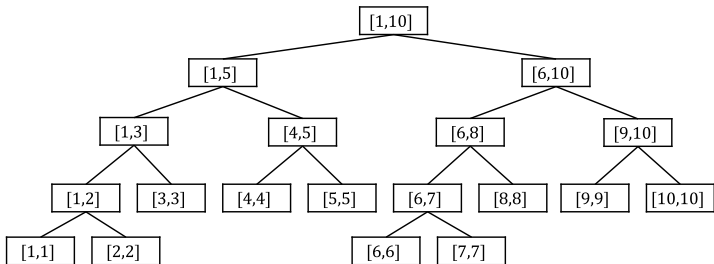 [1,10]
[1,5] [6,10]
[1,3] [4,5] [6,8] [9,10]
[1,2] [3,3] [4,4] [5,5] [6,7] [8,8] [9,9] [10,10]
[1,1] [2,2] [6,6] [7,7]